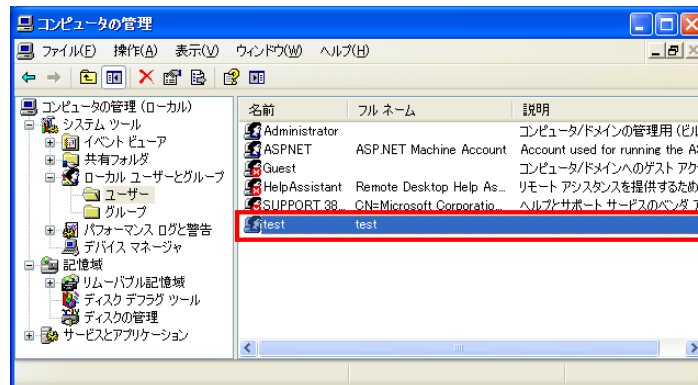 コンピュータの管理
ファイル(F) 操作(A) 表示(V) ウィンドウ(W) ヘルプ(H)
コンピュータの管理 (ローカル)
システム ツール
イベント ビューア
共有フォルダ
ローカル ユーザーとグループ
ユーザー
グループ
パフォーマンス ログと警告
デバイス マネージャ
記憶域
リムーバブル記憶域
ディスク デフラグ ツール
ディスクの管理
サービスとアプリケーション
名前 フル ネーム 説明
Administrator コンピュータ/ドメインの管理用 (ビル
ASPNET ASP.NET Machine Account Account used for running the AS
Guest コンピュータ/ドメインへのゲスト アク
HelpAssistant Remote Desktop Help As... リモート アシスタンスを提供するため
SUPPORT_38... CN=Microsoft Corporatio... ヘルプとサポート サービスのベンダ ア
test test